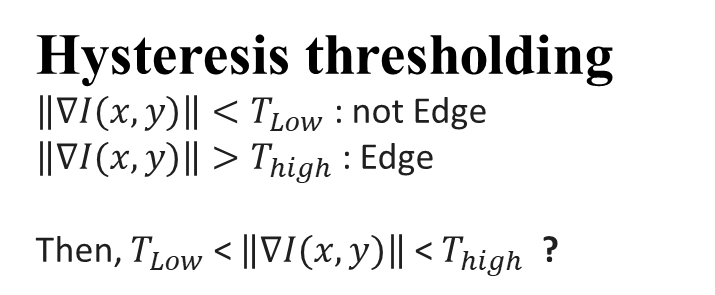 Hysteresis thresholding
‖∇I(x, y)‖ < T_Low : not Edge
‖∇I(x, y)‖ > T_high : Edge
Then, T_Low < ‖∇I(x, y)‖ < T_high ?